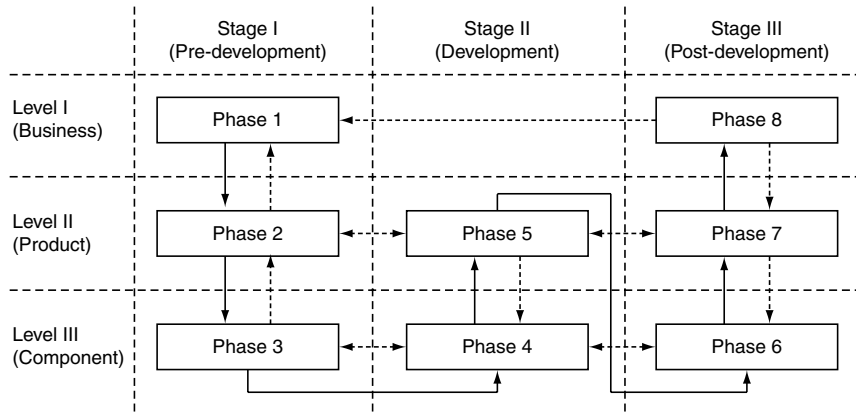 Stage I
(Pre-development)
Stage II
(Development)
Stage III
(Post-development)
Level I
(Business)
Phase 1
Phase 8
Level II
(Product)
Phase 2
Phase 5
Phase 7
Level III
(Component)
Phase 3
Phase 4
Phase 6